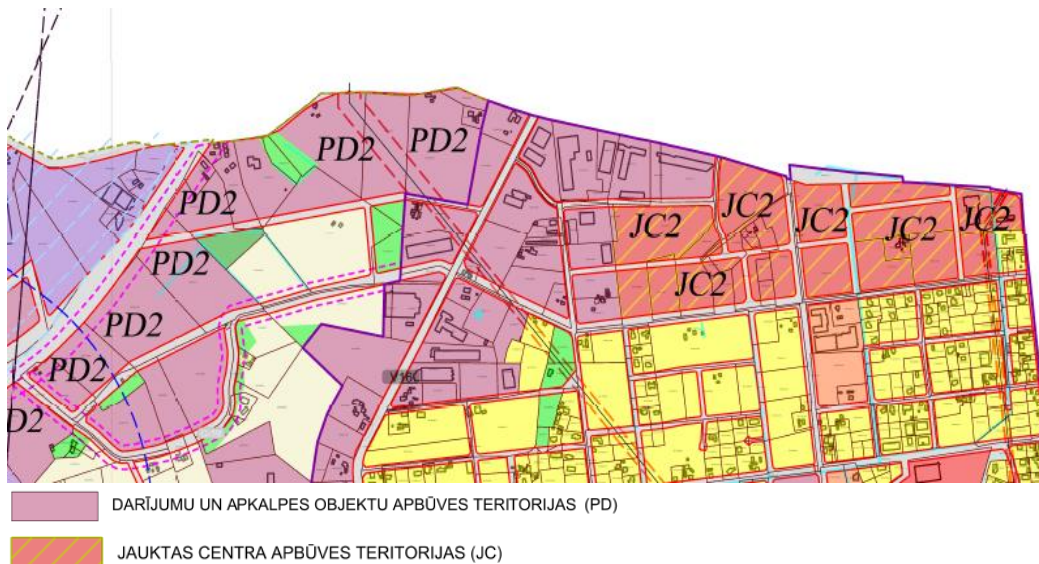 PD2
PD2
PD2
PD2
PD2
PD2
D2
JC2
JC2
JC2
JC2
JC2
JC2
DARĪJUMU UN APKALPES OBJEKTU APBŪVES TERITORIJAS (PD)
JAUKTAS CENTRA APBŪVES TERITORIJAS (JC)